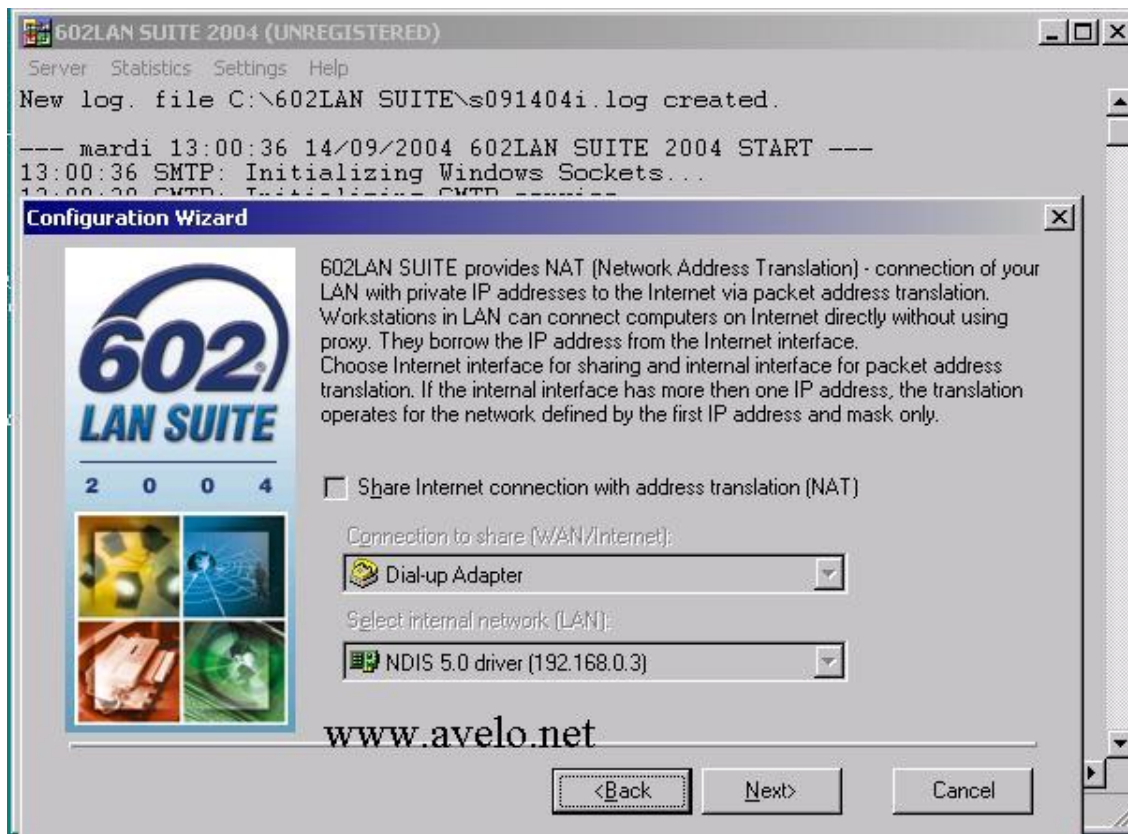 602LAN SUITE 2004 (UNREGISTERED)
Server Statistics Settings Help
New log. file C:\602LAN SUITE\s091404i.log created.
--- mardi 13:00:36 14/09/2004 602LAN SUITE 2004 START ---
13:00:36 SMTP: Initializing Windows Sockets...
Configuration Wizard
602
LAN SUITE
2 0 0 4
602LAN SUITE provides NAT (Network Address Translation) - connection of your
LAN with private IP addresses to the Internet via packet address translation.
Workstations in LAN can connect computers on Internet directly without using
proxy. They borrow the IP address from the Internet interface.
Choose Internet interface for sharing and internal interface for packet address
translation. If the internal interface has more then one IP address, the translation
operates for the network defined by the first IP address and mask only.
Share Internet connection with address translation (NAT)
Connection to share (WAN/Internet):
Dial-up Adapter
Select internal network (LAN):
NDIS 5.0 driver (192.168.0.3)
www.avelo.net
<Back Next> Cancel